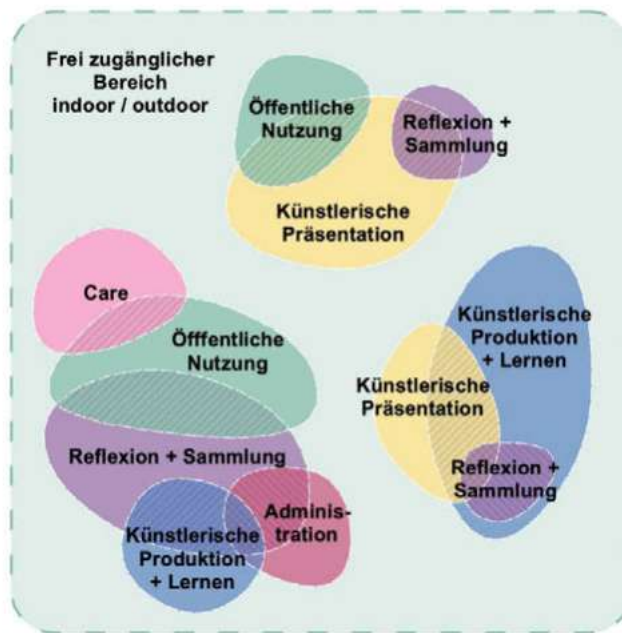 Frei zugänglicher
Bereich
indoor / outdoor
Öffentliche
Nutzung
Reflexion +
Sammlung
Künstlerische
Präsentation
Care
Öfffentliche
Nutzung
Reflexion + Sammlung
Adminis-
tration
Künstlerische
Produktion
+ Lernen
Künstlerische
Produktion
+ Lernen
Künstlerische
Präsentation
Reflexion +
Sammlung